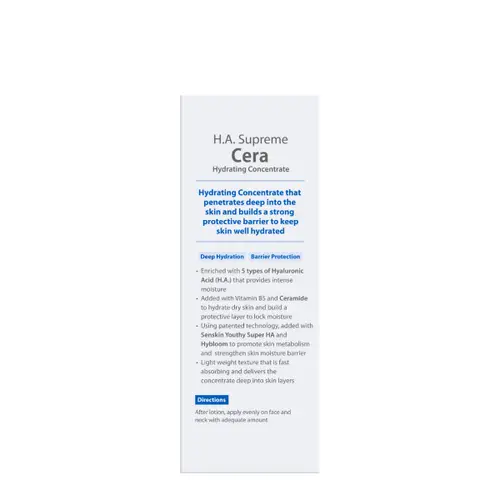 H.A. Supreme
Cera
Hydrating Concentrate
Hydrating Concentrate that
penetrates deep into the
skin and builds a strong
protective barrier to keep
skin well hydrated
Deep Hydration Barrier Protection
• Enriched with 5 types of Hyaluronic
Acid (H.A.) that provides intense
moisture
• Added with Vitamin B5 and Ceramide
to hydrate dry skin and build a
protective layer to lock moisture
• Using patented technology, added with
Senskin Youthy Super HA and
Hybloom to promote skin metabolism
and strengthen skin moisture barrier
• Light weight texture that is fast
absorbing and delivers the
concentrate deep into skin layers
Directions
After lotion, apply evenly on face and
neck with adequate amount